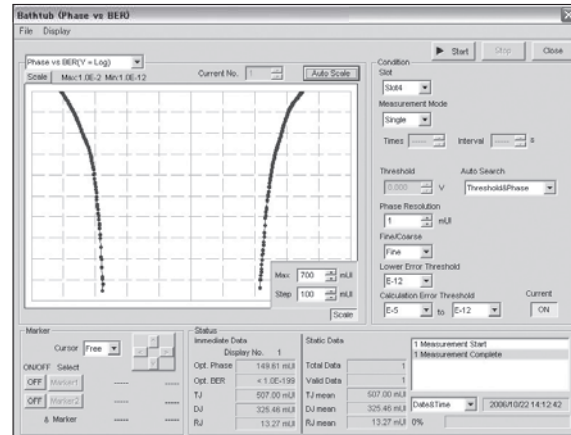 Bathtub (Phase vs BER)
File Display
Start Stop Close
Phase vs BER(Y = Log)
Scale Max:1.0E-2 Min:1.0E-12
Current No. 1
Auto Scale
Max 700 mUI
Step 100 mUI
Scale
Condition
Slot
Slot4
Measurement Mode
Single
Times ---- Interval ---- s
Threshold Auto Search
0.000 V Threshold&Phase
Phase Resolution
1 mUI
Fine/Coarse
Fine
Lower Error Threshold
E-12
Calculation Error Threshold Current
E-5 to E-12 ON
Marker
Cursor Free
ON/OFF Select
OFF Marker1 ----- -----
OFF Marker2 ----- -----
& Marker ----- -----
Status
Immediate Data
Display No. 1
Opt. Phase 149.61 mUI
Opt. BER < 1.0E-199
TJ 507.00 mUI
DJ 325.46 mUI
RJ 13.27 mUI
Static Data
Total Data 1
Valid Data 1
TJ mean 507.00 mUI
DJ mean 325.46 mUI
RJ mean 13.27 mUI
1 Measurement Start
1 Measurement Complete
Date&Time 2006/10/22 14:12:42
0%